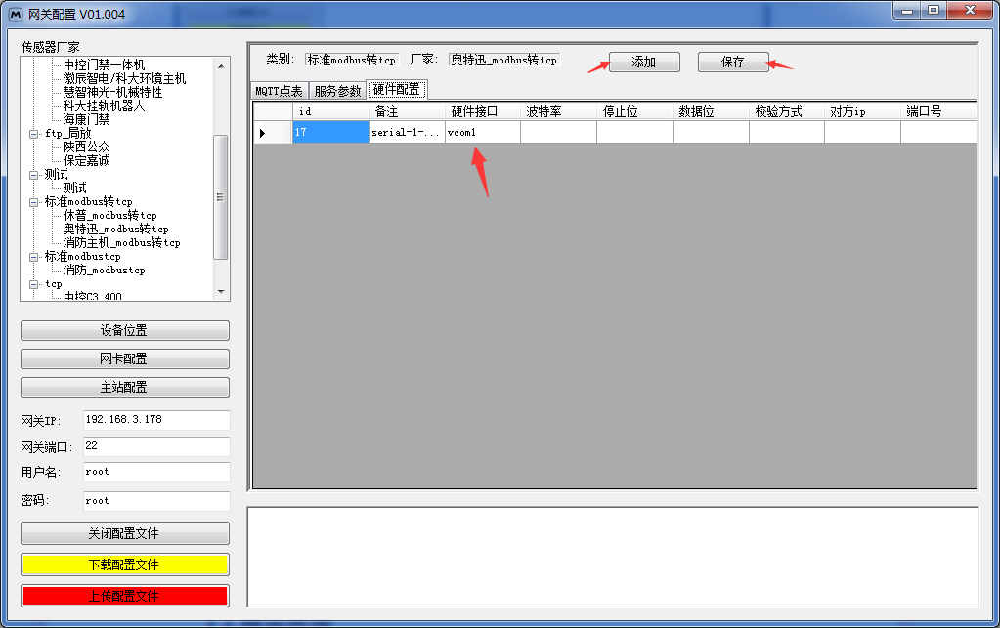 网关配置 V01.004
传感器厂家
中控门禁一体机
徽辰智电/科大环境主机
慧智神光-机械特性
科大挂轨机器人
海康门禁
ftp_局放
陕西公众
保定嘉诚
测试
测试
标准modbus转tcp
休普_modbus转tcp
奥特迅_modbus转tcp
消防主机_modbus转tcp
标准modbustcp
消防_modbustcp
tcp
中控C3_400
设备位置
网卡配置
主站配置
网关IP: 192.168.3.178
网关端口: 22
用户名: root
密码: root
关闭配置文件
下载配置文件
上传配置文件
类别: 标准modbus转tcp 厂家: 奥特迅_modbus转tcp 添加 保存
MQTT点表 服务参数 硬件配置
id 备注 硬件接口 波特率 停止位 数据位 校验方式 对方ip 端口号
17 serial-1-... vcom1